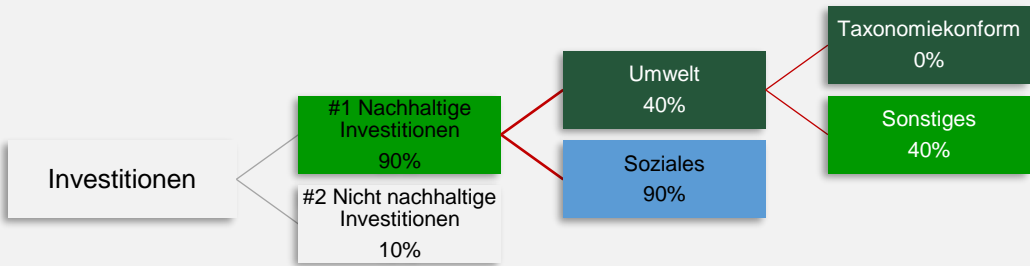 Investitionen
#1 Nachhaltige
Investitionen
90%
#2 Nicht nachhaltige
Investitionen
10%
Umwelt
40%
Soziales
90%
Taxonomiekonform
0%
Sonstiges
40%